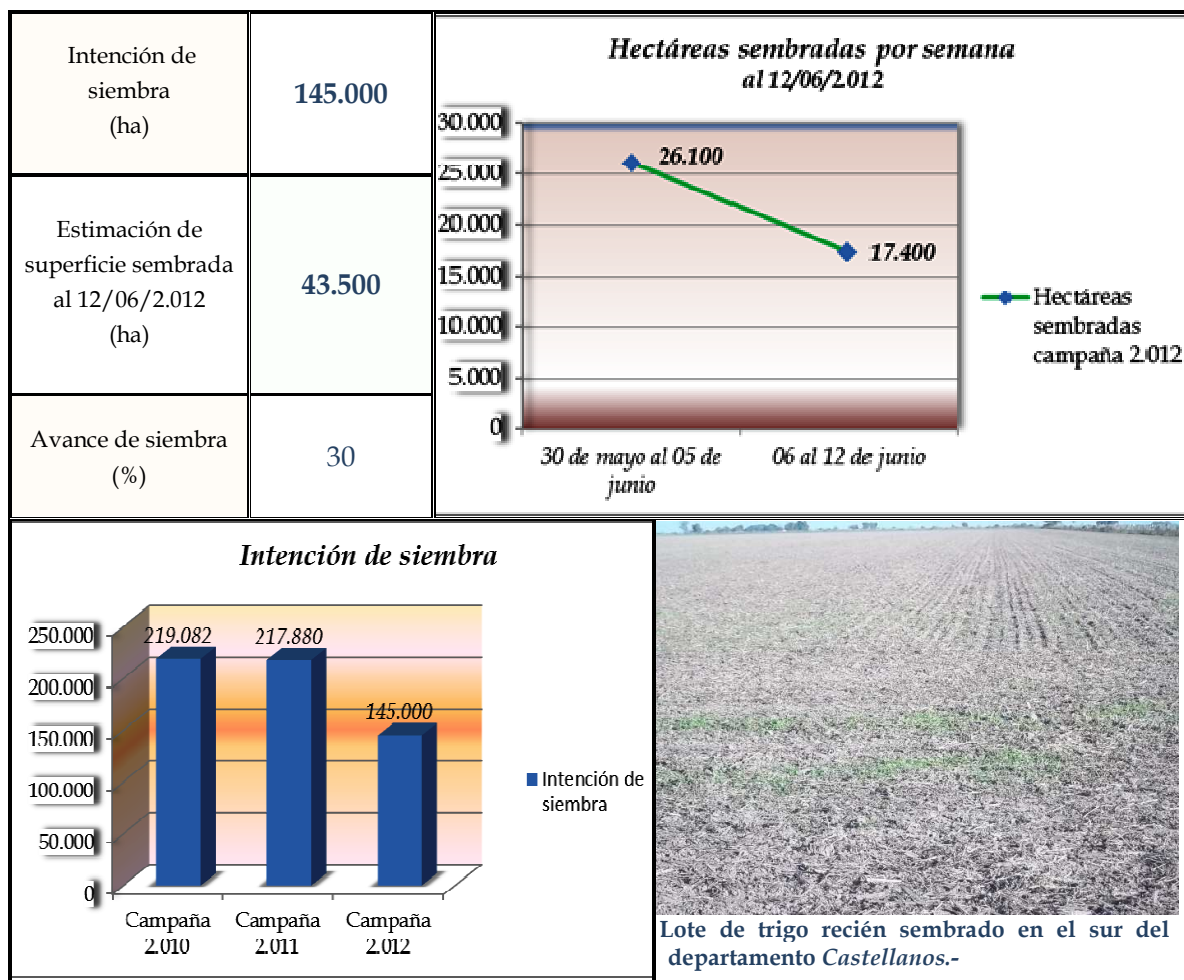 Intención de
siembra
(ha)
145.000
Estimación de
superficie sembrada
al 12/06/2.012
(ha)
43.500
Avance de siembra
(%)
30
Hectáreas sembradas por semana
al 12/06/2.012
30.000
25.000
20.000
15.000
10.000
5.000
0
26.100
17.400
30 de mayo al 05 de
junio
06 al 12 de junio
Hectáreas
sembradas
campaña 2.012
Intención de siembra
250.000
200.000
150.000
100.000
50.000
0
219.082
217.880
145.000
Campaña
2.010
Campaña
2.011
Campaña
2.012
Intención de
siembra
Lote de trigo recién sembrado en el sur del
departamento Castellanos.-